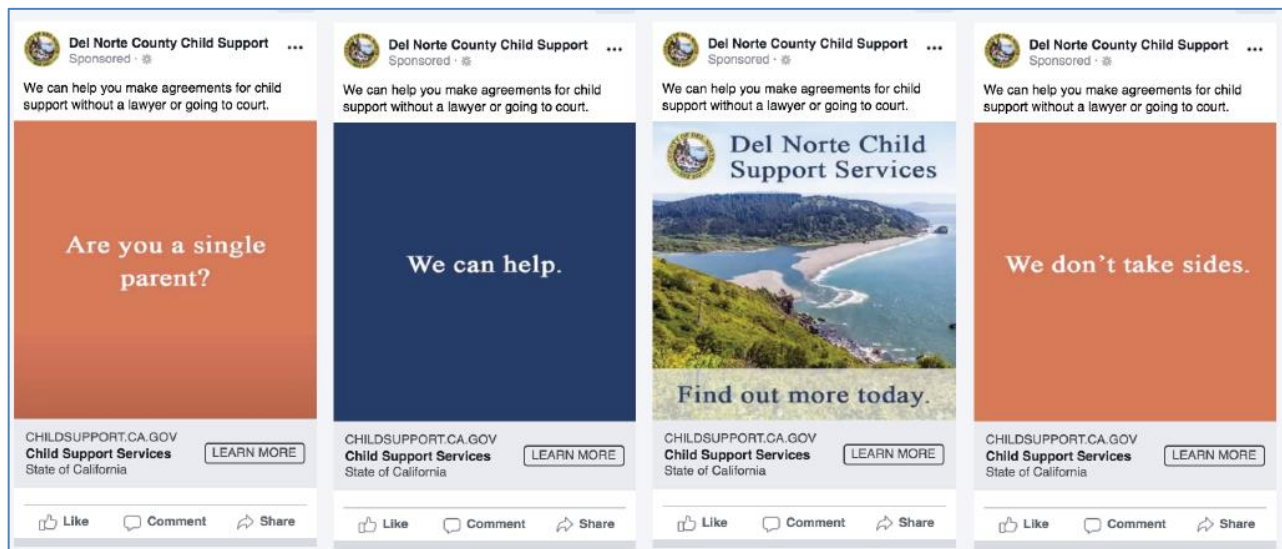 Del Norte County Child Support ...
Sponsored ·
We can help you make agreements for child
support without a lawyer or going to court.
Are you a single
parent?
CHILDSUPPORT.CA.GOV
Child Support Services
State of California
LEARN MORE
Like Comment Share
Del Norte County Child Support ...
Sponsored ·
We can help you make agreements for child
support without a lawyer or going to court.
We can help.
CHILDSUPPORT.CA.GOV
Child Support Services
State of California
LEARN MORE
Like Comment Share
Del Norte County Child Support ...
Sponsored ·
We can help you make agreements for child
support without a lawyer or going to court.
Del Norte Child
Support Services
Find out more today.
CHILDSUPPORT.CA.GOV
Child Support Services
State of California
LEARN MORE
Like Comment Share
Del Norte County Child Support ...
Sponsored ·
We can help you make agreements for child
support without a lawyer or going to court.
We don't take sides.
CHILDSUPPORT.CA.GOV
Child Support Services
State of California
LEARN MORE
Like Comment Share